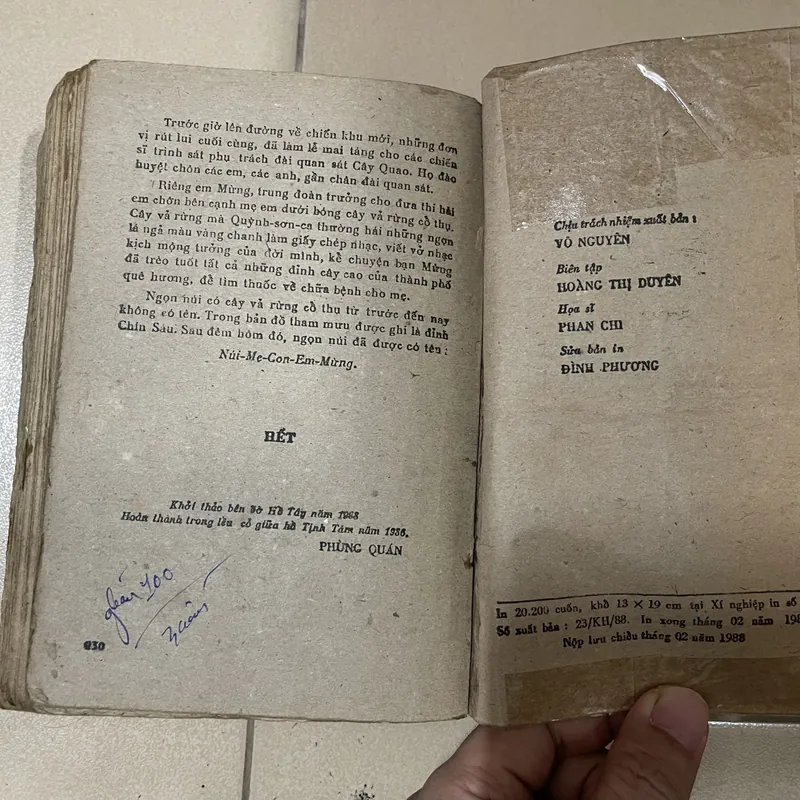 Trước giờ lên đường về chiến khu mới, những đơn
vị rút lui cuối cùng, đã làm lễ mai táng cho các chiến
sĩ trinh sát phụ trách đài quan sát Cây Quao. Họ đào
huyệt chôn các em, các anh, gần chân đài quan sát.
Riêng em Mừng, trung đoàn trưởng cho đưa thi hài
em chôn bên cạnh mẹ em dưới bóng cây vả rừng cổ thụ.
Cây vả rừng mà Quỳnh-sơn-ca thường hái những ngọn
lá ngả màu vàng chanh làm giấy chép nhạc, viết vở nhạc
kịch mộng tưởng của đời mình, kể chuyện bạn Mừng
đã trèo tuốt tất cả những đỉnh cây cao của thành phố
quê hương, để tìm thuốc về chữa bệnh cho mẹ.
Ngọn núi có cây vả rừng cổ thụ từ trước đến nay
không có tên. Trong bản đồ tham mưu được ghi là đỉnh
Chín Sáu. Sau đêm hôm đó, ngọn núi đã được có tên :
Núi-Mẹ-Con-Em-Mừng.
HẾT
Khởi thảo bên bờ Hồ Tây năm 1968
Hoàn thành trong lều cỏ giữa hồ Tịnh Tâm năm 1986.
PHÙNG QUÁN
630
Chịu trách nhiệm xuất bản :
VÕ NGUYÊN
Biên tập
HOÀNG THỊ DUYÊN
Họa sĩ
PHAN CHI
Sửa bản in
ĐÌNH PHƯƠNG
In 20.200 cuốn, khổ 13 × 19 cm tại Xí nghiệp in số
Số xuất bản : 23/KH/88. In xong tháng 02 năm 198
Nộp lưu chiểu tháng 02 năm 1988